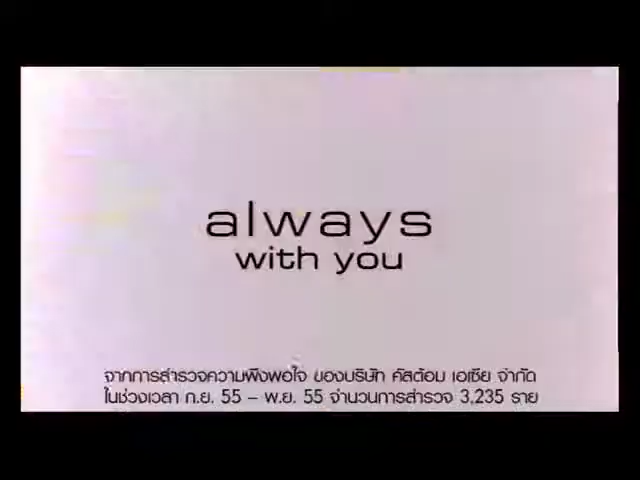 always
with you
จากการสำรวจความพึงพอใจ ของบริษัท คัสต้อม เอเชีย จำกัด
ในช่วงเวลา ก.ย. 55 – พ.ย. 55 จำนวนการสำรวจ 3,235 ราย